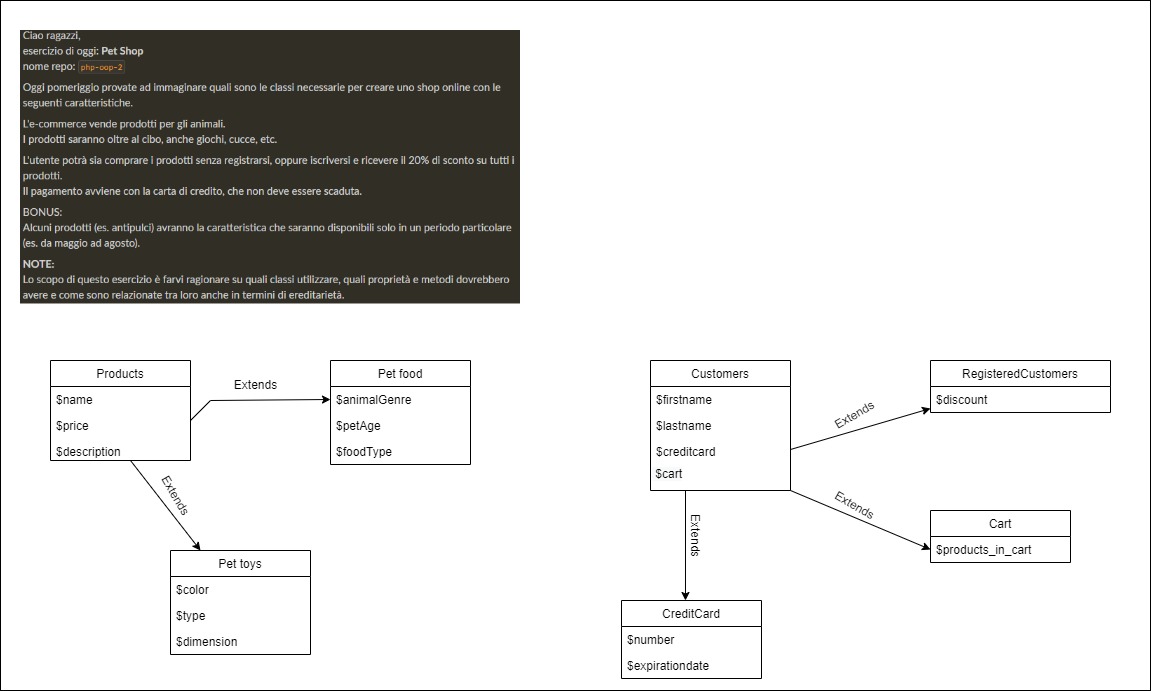 Ciao ragazzi,
esercizio di oggi: Pet Shop
nome repo: php-oop-2
Oggi pomeriggio provate ad immaginare quali sono le classi necessarie per creare uno shop online con le
seguenti caratteristiche.
L'e-commerce vende prodotti per gli animali.
I prodotti saranno oltre al cibo, anche giochi, cucce, etc.
L'utente potrà sia comprare i prodotti senza registrarsi, oppure iscriversi e ricevere il 20% di sconto su tutti i
prodotti.
Il pagamento avviene con la carta di credito, che non deve essere scaduta.
BONUS:
Alcuni prodotti (es. antipulci) avranno la caratteristica che saranno disponibili solo in un periodo particolare
(es. da maggio ad agosto).
NOTE:
Lo scopo di questo esercizio è farvi ragionare su quali classi utilizzare, quali proprietà e metodi dovrebbero
avere e come sono relazionate tra loro anche in termini di ereditarietà.
Products
$name
$price
$description
Extends
Pet food
$animalGenre
$petAge
$foodType
Extends
Pet toys
$color
$type
$dimension
Customers
$firstname
$lastname
$creditcard
$cart
Extends
RegisteredCustomers
$discount
Extends
Cart
$products_in_cart
Extends
CreditCard
$number
$expirationdate